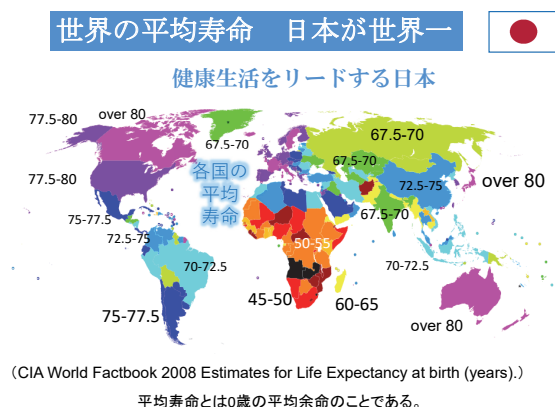 世界の平均寿命　日本が世界一
健康生活をリードする日本
77.5-80
over 80
67.5-70
67.5-70
67.5-70
77.5-80
各国の
平均
寿命
72.5-75
over 80
75-77.5
67.5-70
72.5-75
50-55
70-72.5
70-72.5
45-50
60-65
75-77.5
over 80
（CIA World Factbook 2008 Estimates for Life Expectancy at birth (years).）
平均寿命とは0歳の平均余命のことである。